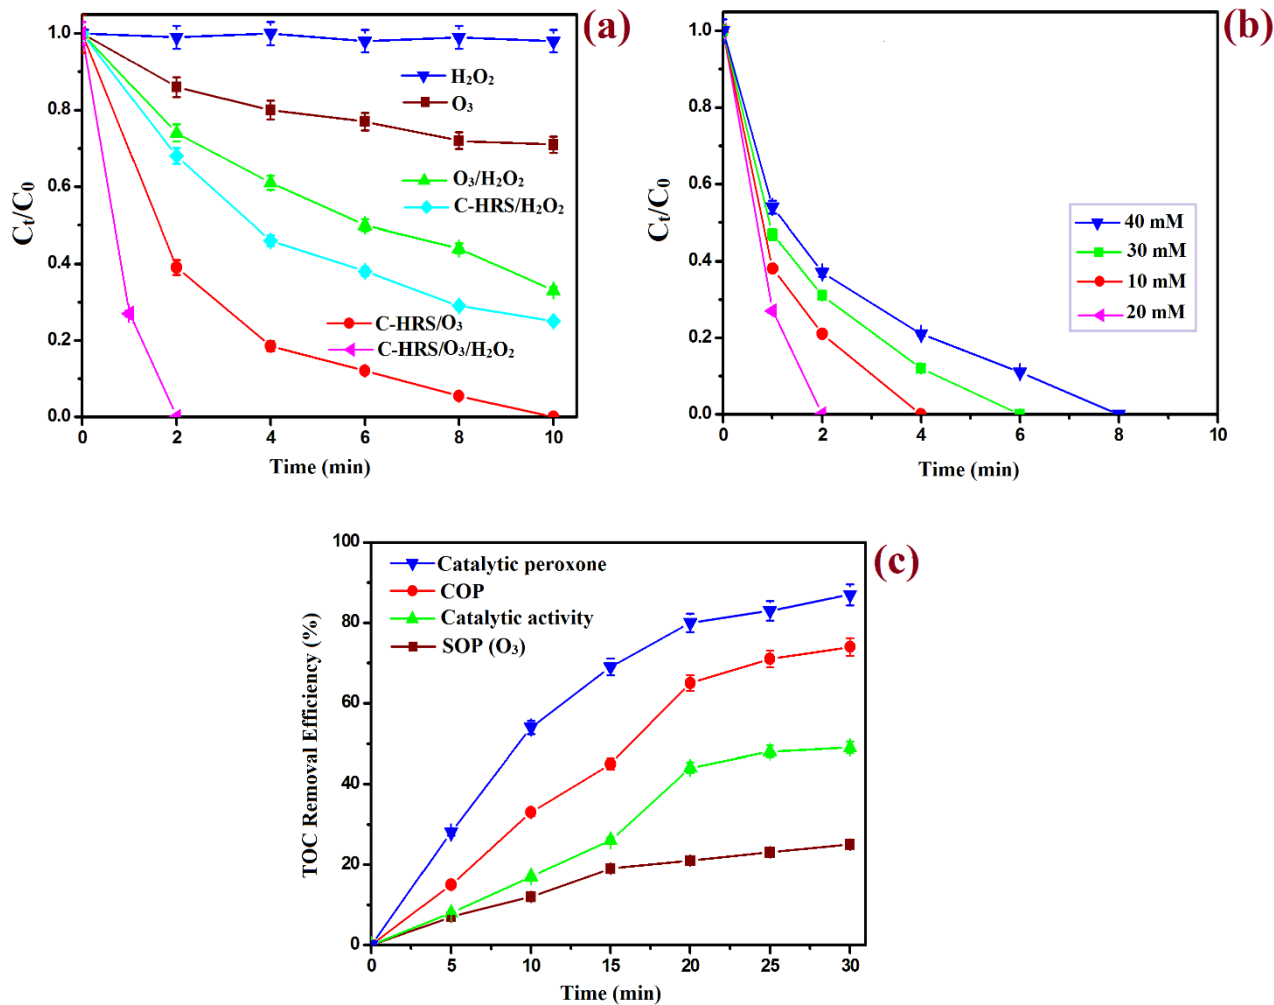 (a)
1.0
0.8
0.6
0.4
0.2
0.0
Ct/C0
H2O2
O3
O3/H2O2
C-HRS/H2O2
C-HRS/O3
C-HRS/O3/H2O2
0 2 4 6 8 10
Time (min)
(b)
1.0
0.8
0.6
0.4
0.2
0.0
Ct/C0
40 mM
30 mM
10 mM
20 mM
0 2 4 6 8 10
Time (min)
(c)
100
80
60
40
20
0
TOC Removal Efficiency (%)
Catalytic peroxone
COP
Catalytic activity
SOP (O3)
0 5 10 15 20 25 30
Time (min)